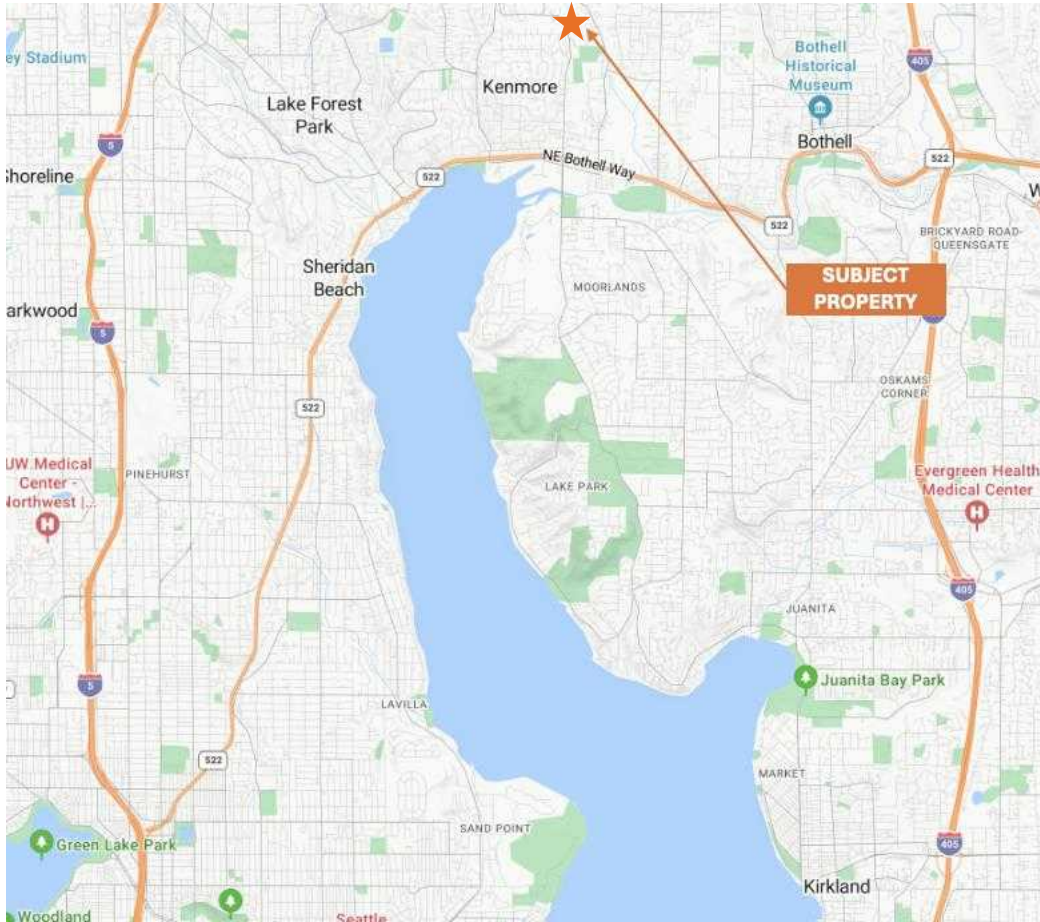 ey Stadium
Kenmore
Bothell
Historical
Museum
405
Lake Forest
Park
5
Bothell
NE Bothell Way
522
522
Shoreline
W
522
BRICKYARD ROAD-
QUEENSGATE
Sheridan
Beach
SUBJECT
PROPERTY
MOORLANDS
arkwood
5
OSKAMS
CORNER
522
UW Medical
Center -
Northwest |...
H
PINEHURST
LAKE PARK
Evergreen Health
Medical Center
H
405
JUANITA
5
Juanita Bay Park
LAVILLA
522
MARKET
SAND POINT
Green Lake Park
405
Kirkland
Woodland
Seattle